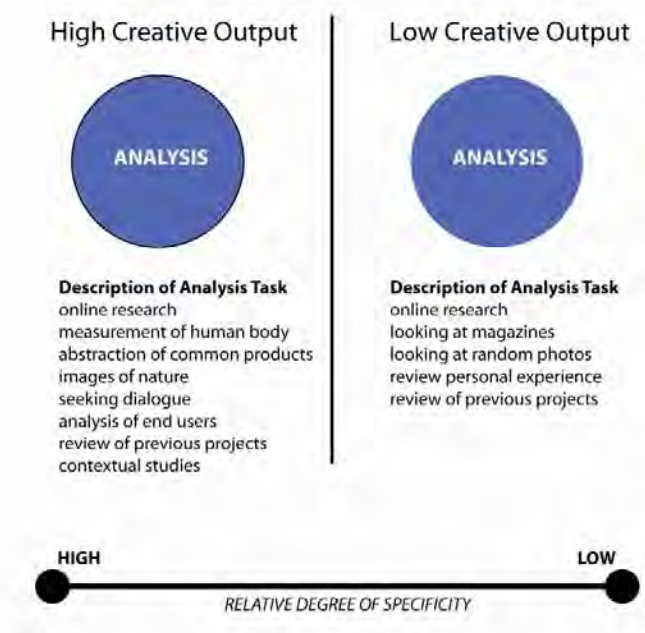 High Creative Output
ANALYSIS
Description of Analysis Task
online research
measurement of human body
abstraction of common products
images of nature
seeking dialogue
analysis of end users
review of previous projects
contextual studies
Low Creative Output
ANALYSIS
Description of Analysis Task
online research
looking at magazines
looking at random photos
review personal experience
review of previous projects
HIGH
LOW
RELATIVE DEGREE OF SPECIFICITY